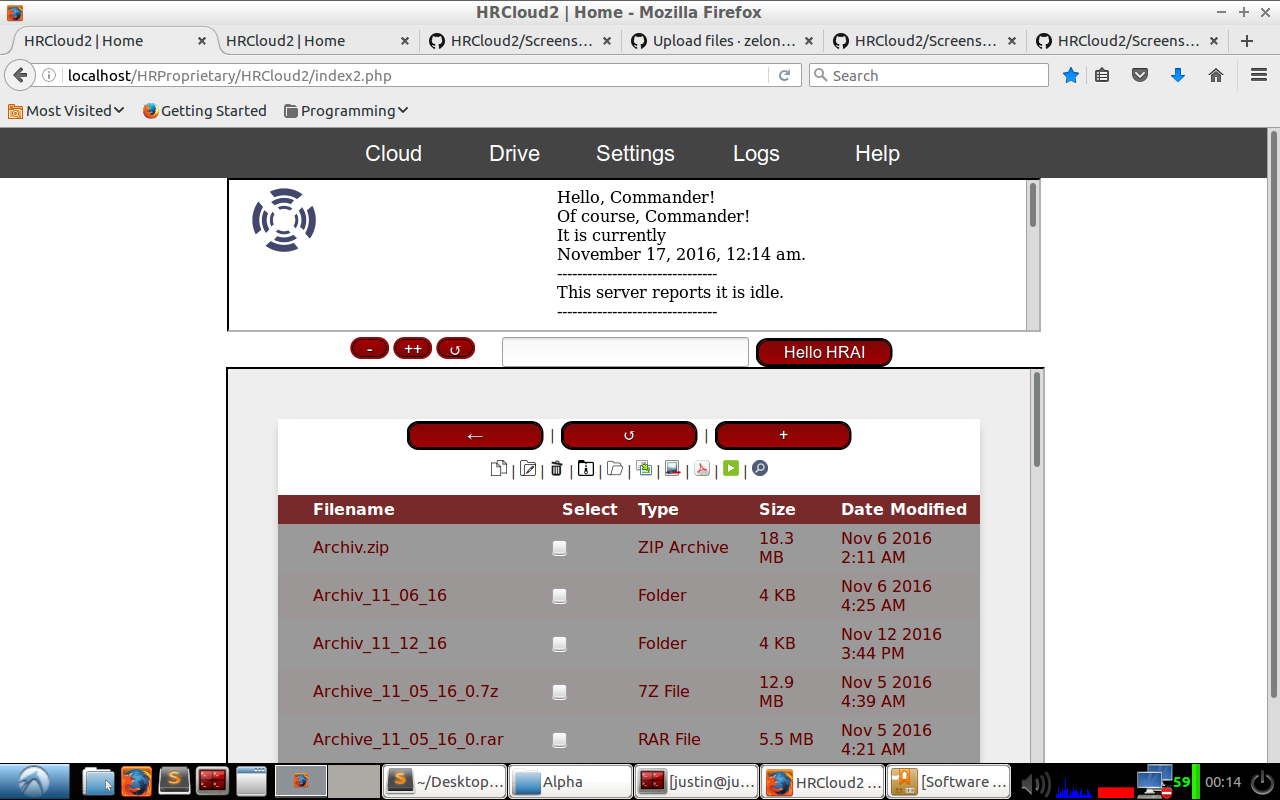 HRCloud2 | Home - Mozilla Firefox
HRCloud2 | Home
HRCloud2 | Home
HRCloud2/Screens...
Upload files · zelon...
HRCloud2/Screens...
HRCloud2/Screens...
localhost/HRProprietary/HRCloud2/index2.php
Search
Most Visited
Getting Started
Programming
Cloud Drive Settings Logs Help
Hello, Commander!
Of course, Commander!
It is currently
November 17, 2016, 12:14 am.
--------------------------------
This server reports it is idle.
--------------------------------
- ++ ↺ Hello HRAI
← | ↺ | +
| | | | | | | | |
Filename Select Type Size Date Modified
Archiv.zip ZIP Archive 18.3 MB Nov 6 2016 2:11 AM
Archiv_11_06_16 Folder 4 KB Nov 6 2016 4:25 AM
Archiv_11_12_16 Folder 4 KB Nov 12 2016 3:44 PM
Archive_11_05_16_0.7z 7Z File 12.9 MB Nov 5 2016 4:39 AM
Archive_11_05_16_0.rar RAR File 5.5 MB Nov 5 2016 4:21 AM
~/Desktop...
Alpha
[justin@ju...
HRCloud2 ...
[Software ...
59
00:14